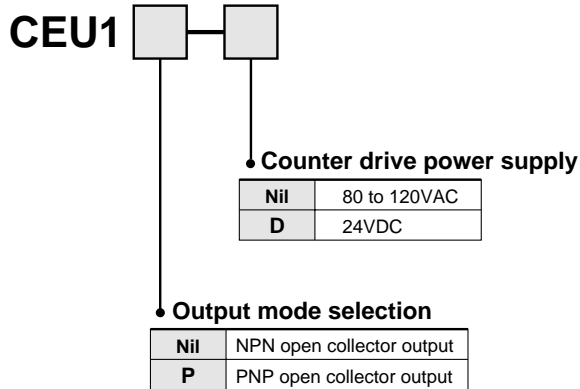 CEU1
Counter drive power supply
Nil 80 to 120VAC
D 24VDC
Output mode selection
Nil NPN open collector output
P PNP open collector output